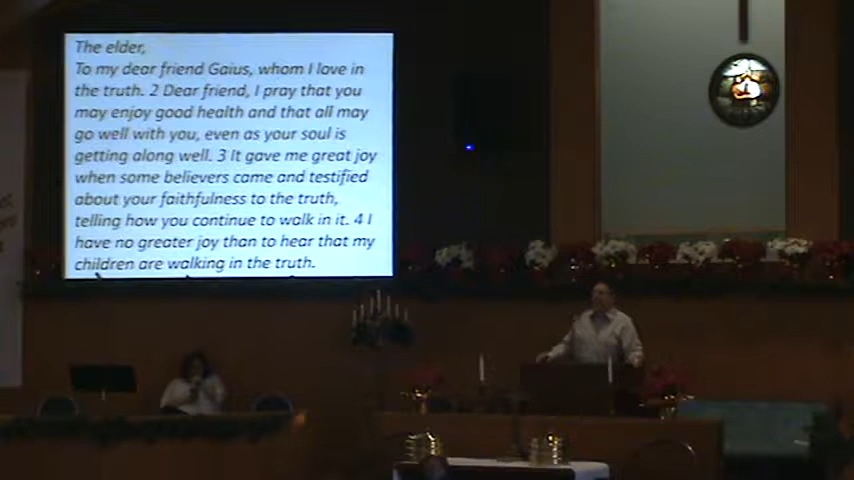 The elder,
To my dear friend Gaius, whom I love in
the truth. 2 Dear friend, I pray that you
may enjoy good health and that all may
go well with you, even as your soul is
getting along well. 3 It gave me great joy
when some believers came and testified
about your faithfulness to the truth,
telling how you continue to walk in it. 4 I
have no greater joy than to hear that my
children are walking in the truth.